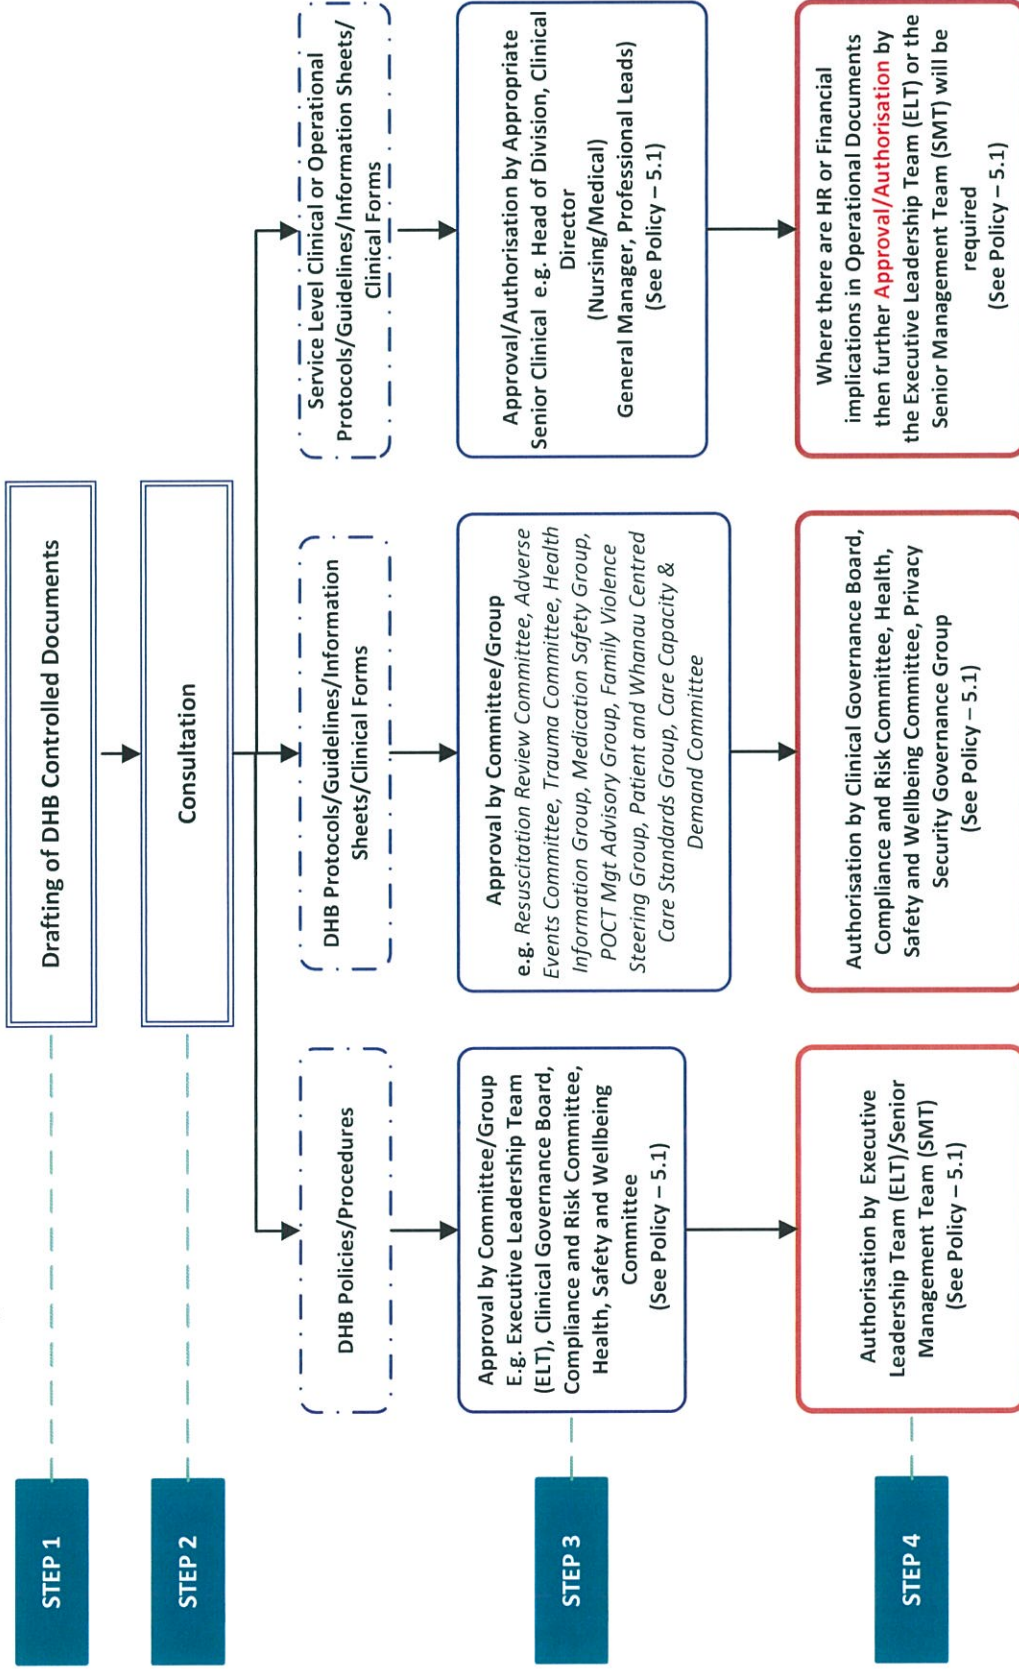 STEP 1
Drafting of DHB Controlled Documents
STEP 2
Consultation
DHB Policies/Procedures
DHB Protocols/Guidelines/Information
Sheets/Clinical Forms
Service Level Clinical or Operational
Protocols/Guidelines/Information Sheets/
Clinical Forms
STEP 3
Approval by Committee/Group
E.g. Executive Leadership Team
(ELT), Clinical Governance Board,
Compliance and Risk Committee,
Health, Safety and Wellbeing
Committee
(See Policy – 5.1)
Approval by Committee/Group
e.g. Resuscitation Review Committee, Adverse
Events Committee, Trauma Committee, Health
Information Group, Medication Safety Group,
POCT Mgt Advisory Group, Family Violence
Steering Group, Patient and Whanau Centred
Care Standards Group, Care Capacity &
Demand Committee
Approval/Authorisation by Appropriate
Senior Clinical e.g. Head of Division, Clinical
Director
(Nursing/Medical)
General Manager, Professional Leads)
(See Policy – 5.1)
STEP 4
Authorisation by Executive
Leadership Team (ELT)/Senior
Management Team (SMT)
(See Policy – 5.1)
Authorisation by Clinical Governance Board,
Compliance and Risk Committee, Health,
Safety and Wellbeing Committee, Privacy
Security Governance Group
(See Policy – 5.1)
Where there are HR or Financial
implications in Operational Documents
then further Approval/Authorisation by
the Executive Leadership Team (ELT) or the
Senior Management Team (SMT) will be
required
(See Policy – 5.1)